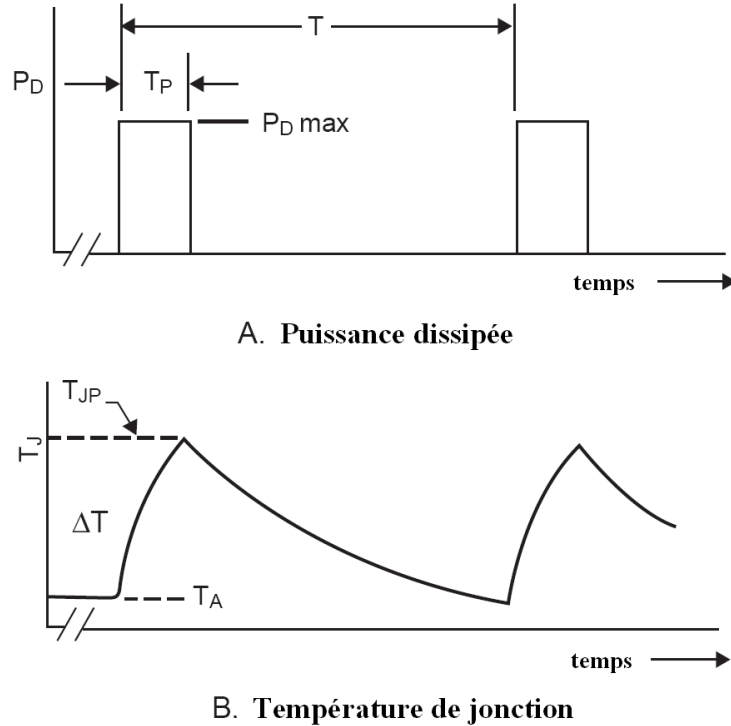 T
P_D
T_P
P_D max
temps
A. Puissance dissipée
T_JP
T_J
ΔT
T_A
temps
B. Température de jonction